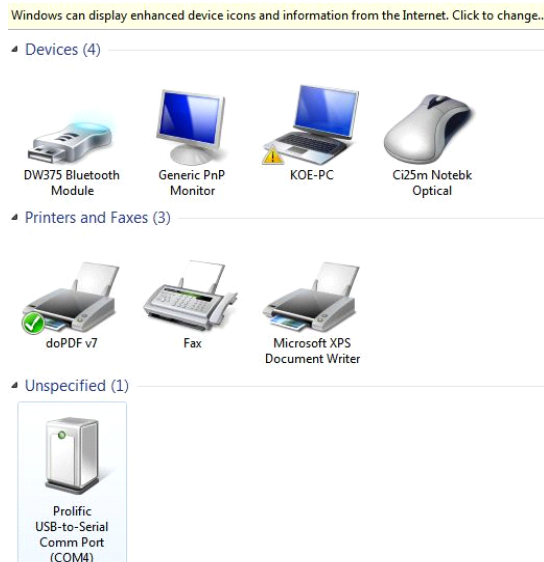 Windows can display enhanced device icons and information from the Internet. Click to change...
Devices (4)
DW375 Bluetooth
Module
Generic PnP
Monitor
KOE-PC
Ci25m Notebk
Optical
Printers and Faxes (3)
doPDF v7
Fax
Microsoft XPS
Document Writer
Unspecified (1)
Prolific
USB-to-Serial
Comm Port
(COM4)